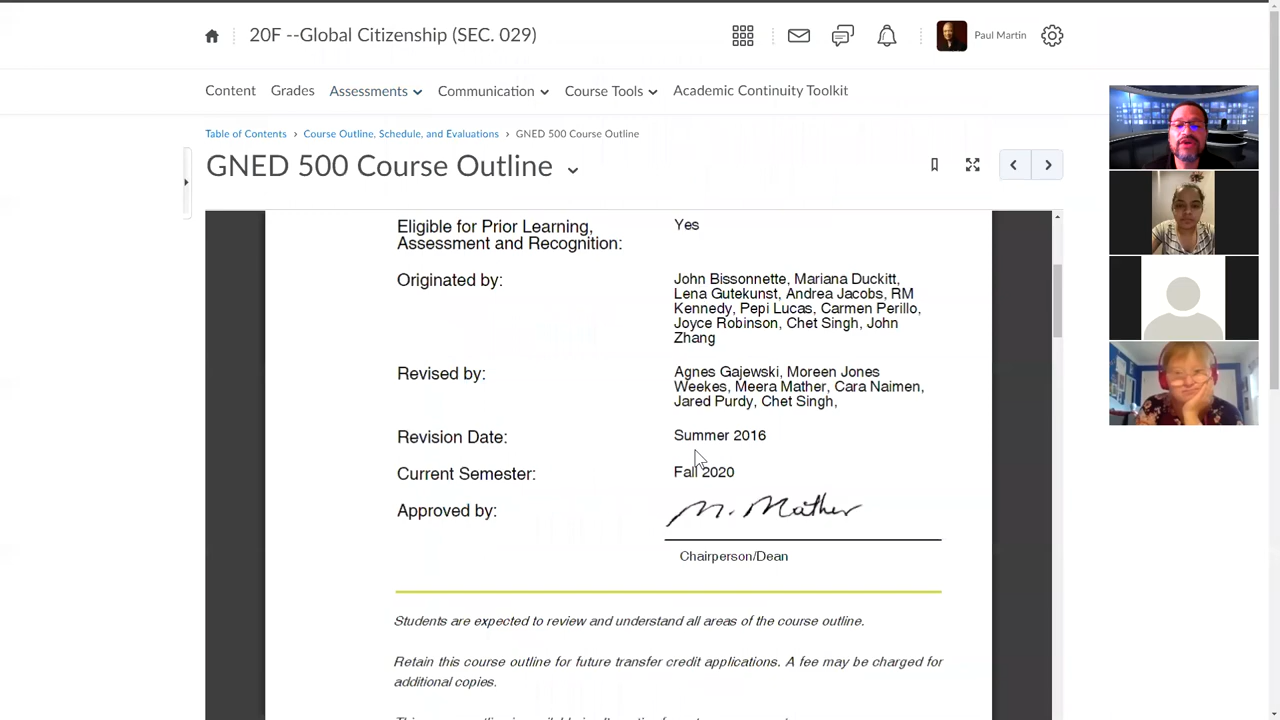 20F --Global Citizenship (SEC. 029)
Paul Martin
Content Grades Assessments Communication Course Tools Academic Continuity Toolkit
Table of Contents › Course Outline, Schedule, and Evaluations › GNED 500 Course Outline
GNED 500 Course Outline
Eligible for Prior Learning, Yes
Assessment and Recognition:
Originated by: John Bissonnette, Mariana Duckitt,
Lena Gutekunst, Andrea Jacobs, RM
Kennedy, Pepi Lucas, Carmen Perillo,
Joyce Robinson, Chet Singh, John
Zhang
Revised by: Agnes Gajewski, Moreen Jones
Weekes, Meera Mather, Cara Naimen,
Jared Purdy, Chet Singh,
Revision Date: Summer 2016
Current Semester: Fall 2020
Approved by: M. Mather
Chairperson/Dean
Students are expected to review and understand all areas of the course outline.
Retain this course outline for future transfer credit applications. A fee may be charged for
additional copies.